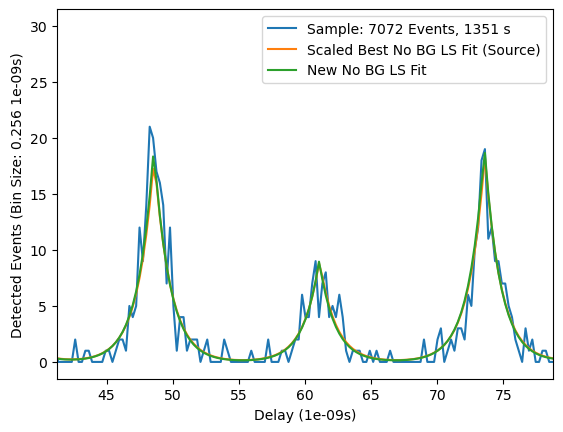 30
25
20
15
10
5
0
Detected Events (Bin Size: 0.256 1e-09s)
Sample: 7072 Events, 1351 s
Scaled Best No BG LS Fit (Source)
New No BG LS Fit
45 50 55 60 65 70 75
Delay (1e-09s)